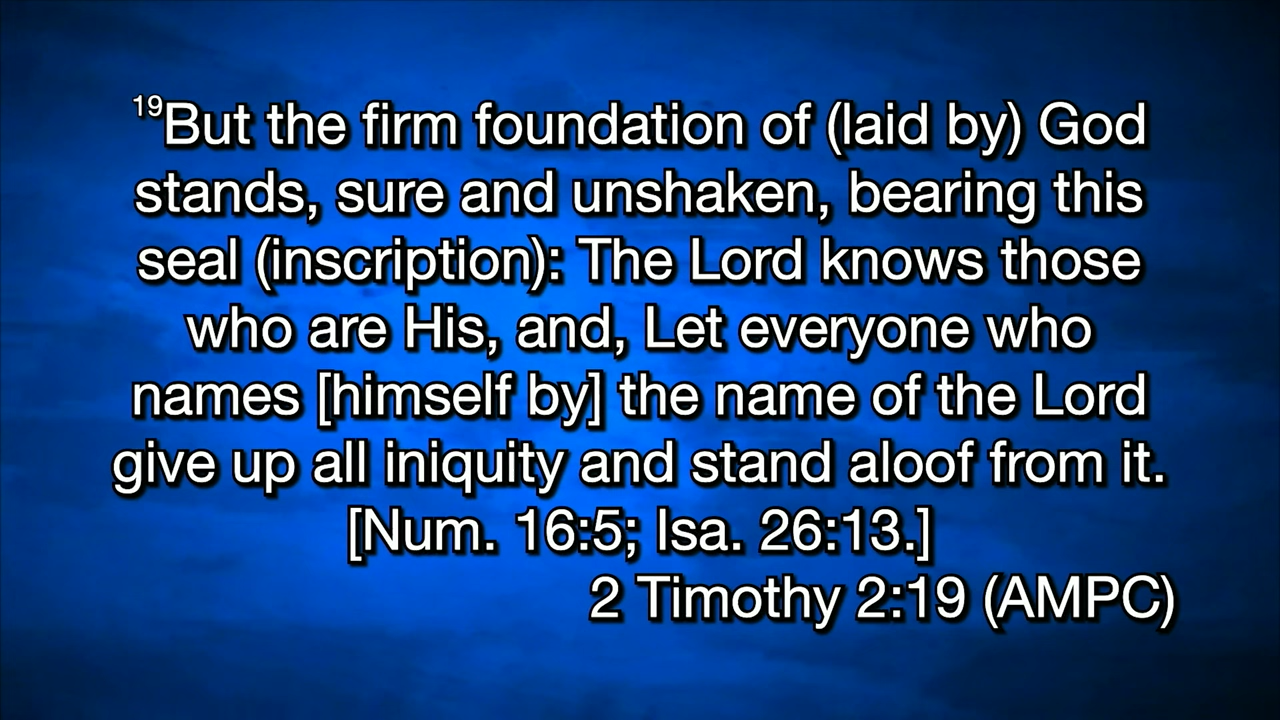 19But the firm foundation of (laid by) God
stands, sure and unshaken, bearing this
seal (inscription): The Lord knows those
who are His, and, Let everyone who
names [himself by] the name of the Lord
give up all iniquity and stand aloof from it.
[Num. 16:5; Isa. 26:13.]
2 Timothy 2:19 (AMPC)